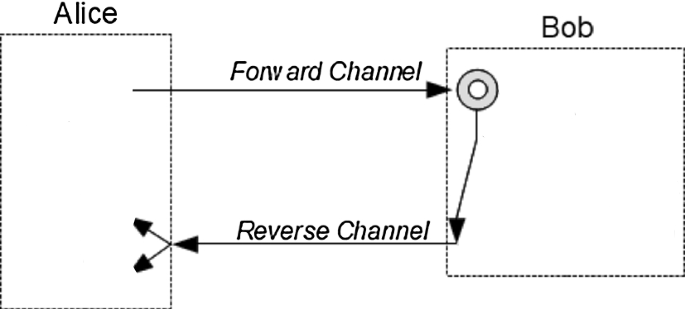 Alice
Bob
Forward Channel
Reverse Channel